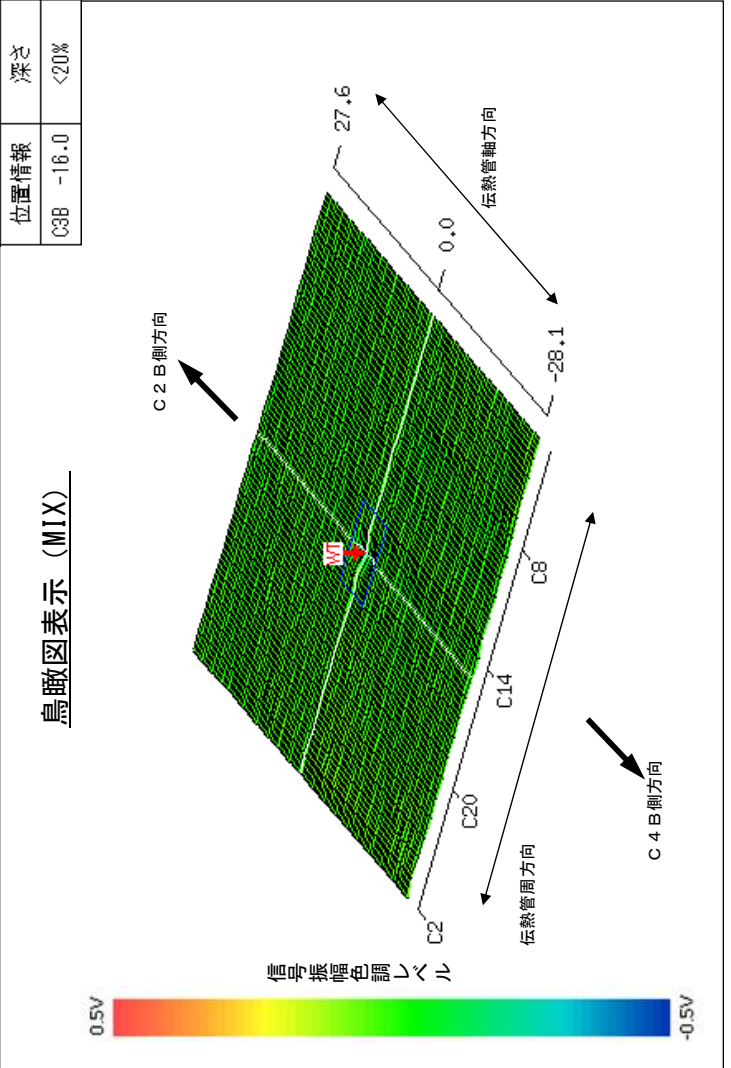 鳥瞰図表示 (MIX)
位置情報 深さ
C3B -16.0 <20%
C2B側方向
WT
27.6
0.0
-28.1
伝熱管軸方向
C2
C20
C14
C8
伝熱管周方向
C4B側方向
0.5V
信号振幅色調レベル
-0.5V